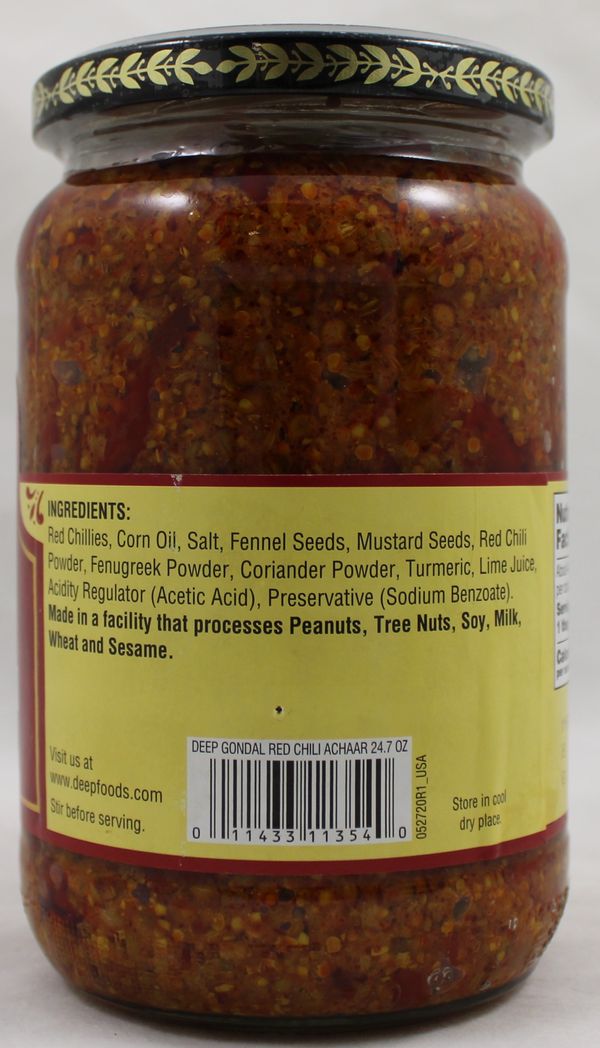 INGREDIENTS:
Red Chillies, Corn Oil, Salt, Fennel Seeds, Mustard Seeds, Red Chili
Powder, Fenugreek Powder, Coriander Powder, Turmeric, Lime Juice,
Acidity Regulator (Acetic Acid), Preservative (Sodium Benzoate).
Made in a facility that processes Peanuts, Tree Nuts, Soy, Milk,
Wheat and Sesame.
Visit us at
www.deepfoods.com
Stir before serving.
DEEP GONDAL RED CHILI ACHAAR 24.7 OZ
0 11433 11354 0
052720R1_USA
Store in cool
dry place.